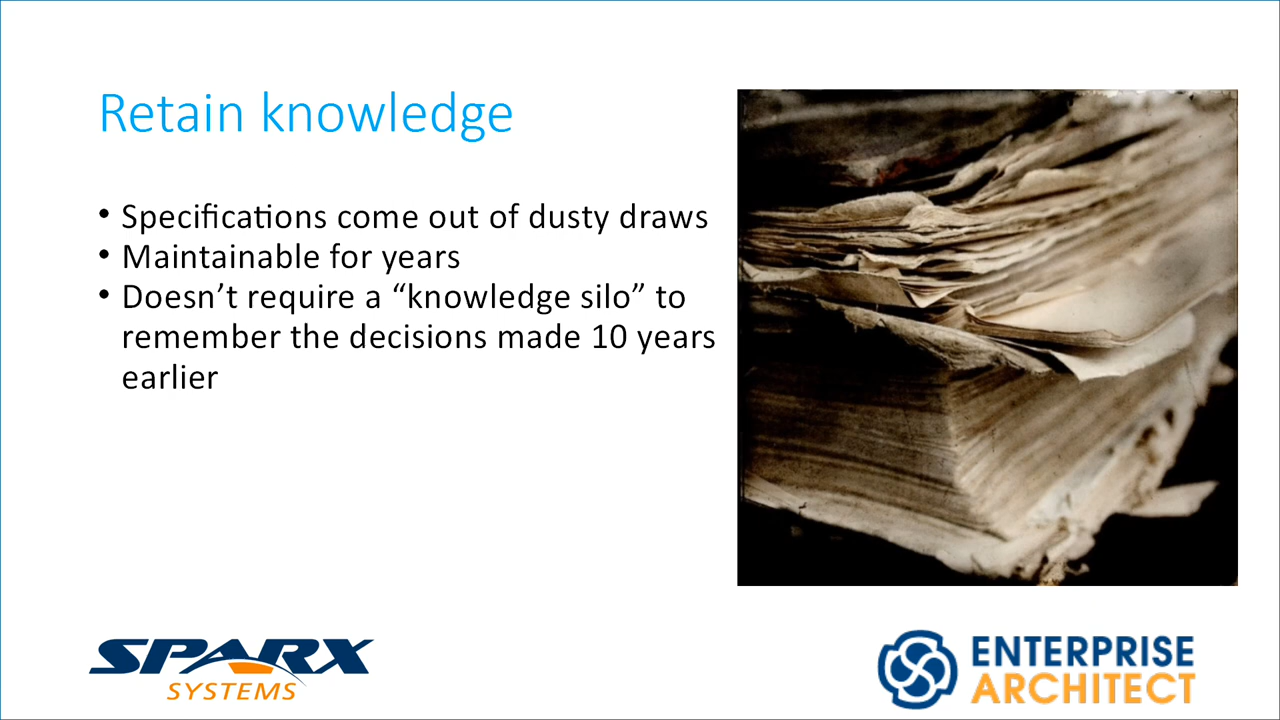 Retain knowledge
• Specifications come out of dusty draws
• Maintainable for years
• Doesn’t require a “knowledge silo” to
remember the decisions made 10 years
earlier
SPARX
SYSTEMS
ENTERPRISE
ARCHITECT